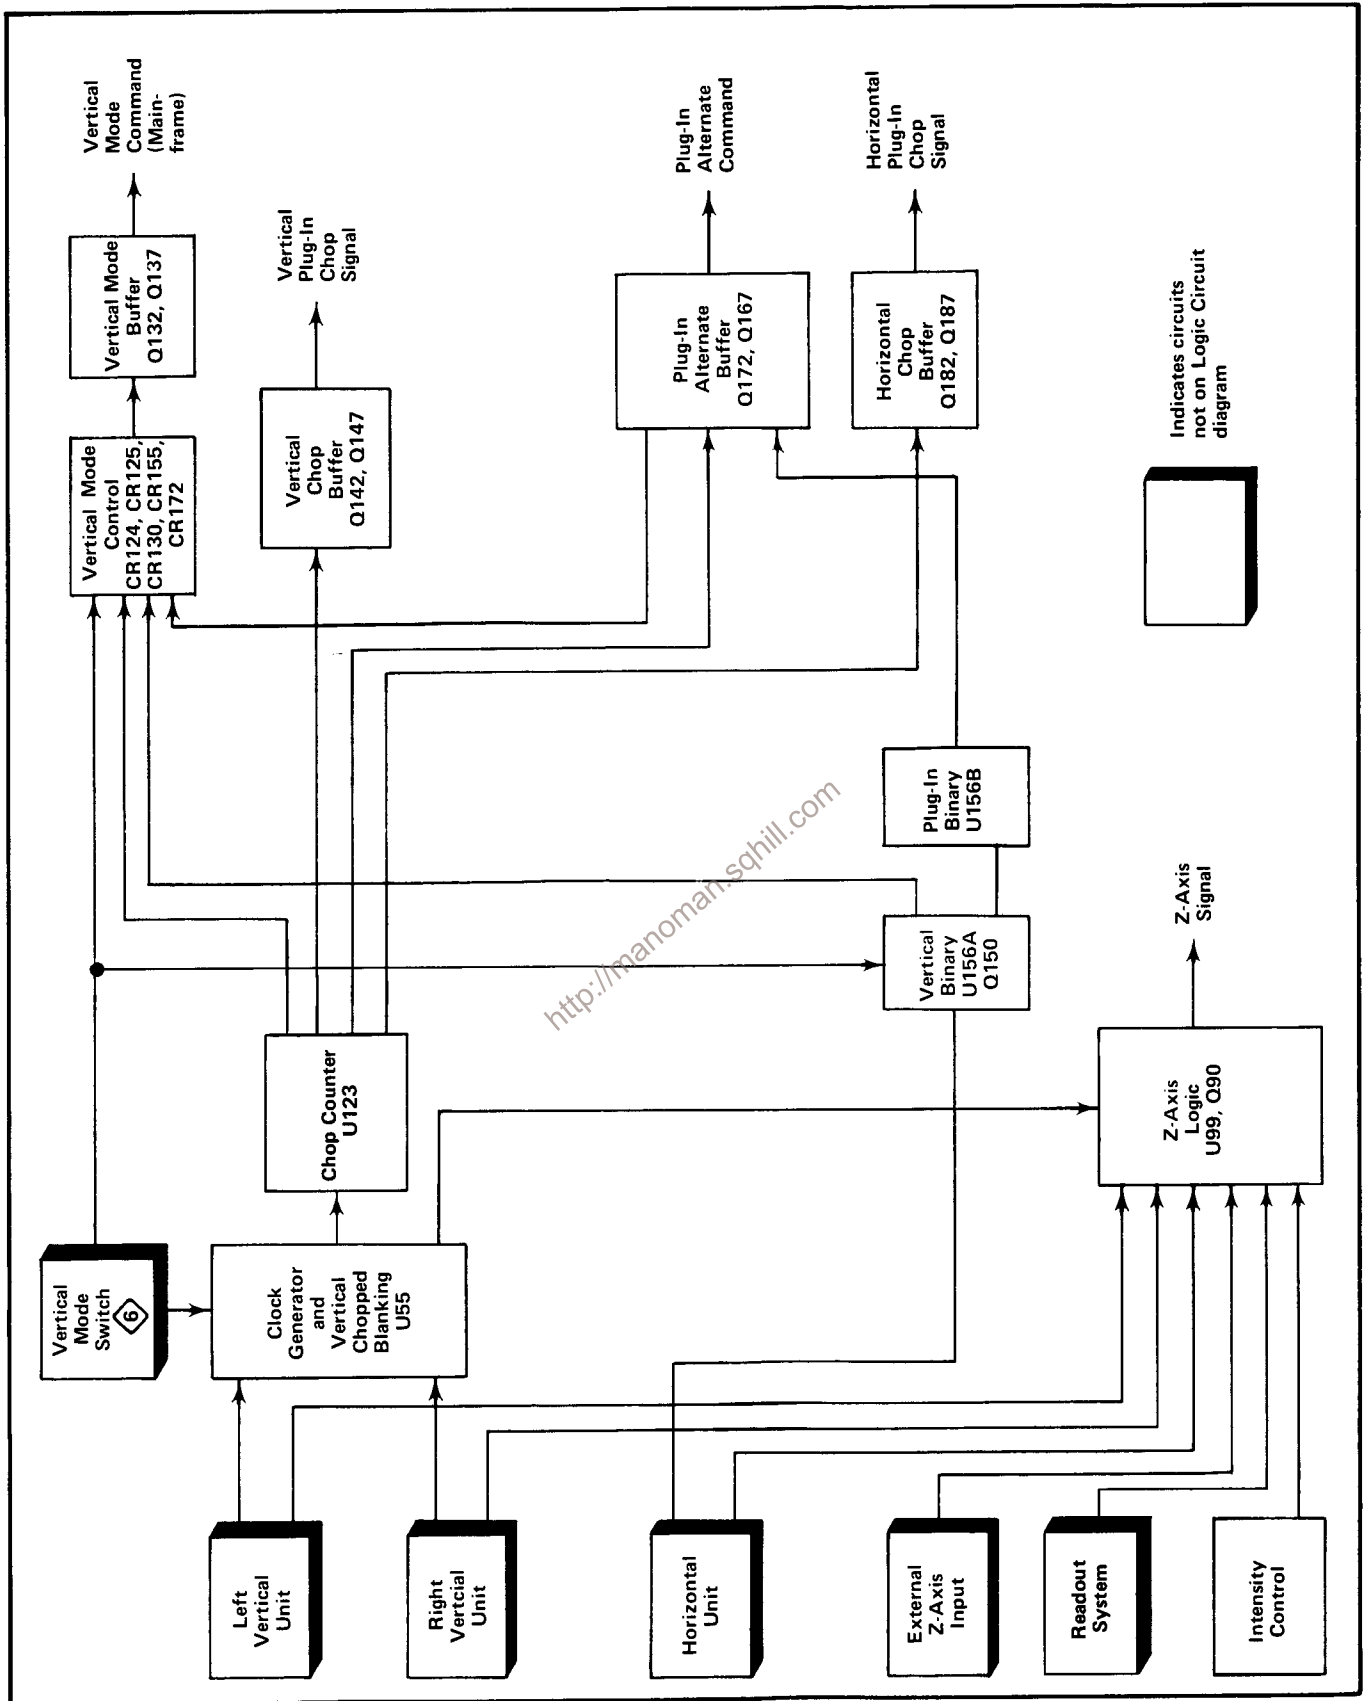 Left
Vertical
Unit
Right
Vertcial
Unit
Horizontal
Unit
External
Z-Axis
Input
Readout
System
Intensity
Control
Vertical
Mode
Switch
6
Clock
Generator
and
Vertical
Chopped
Blanking
U55
Chop Counter
U123
Z-Axis
Logic
U99, Q90
Z-Axis
Signal
Vertical
Binary
U156A
Q150
Plug-In
Binary
U156B
Vertical Mode
Control
CR124, CR125,
CR130, CR155,
CR172
Vertical Mode
Buffer
Q132, Q137
Vertical
Mode
Command
(Main-
frame)
Vertical
Chop
Buffer
Q142, Q147
Vertical
Plug-In
Chop
Signal
Plug-In
Alternate
Buffer
Q172, Q167
Plug-In
Alternate
Command
Horizontal
Chop
Buffer
Q182, Q187
Horizontal
Plug-In
Chop
Signal
Indicates circuits
not on Logic Circuit
diagram
http://manoman.sqhill.com